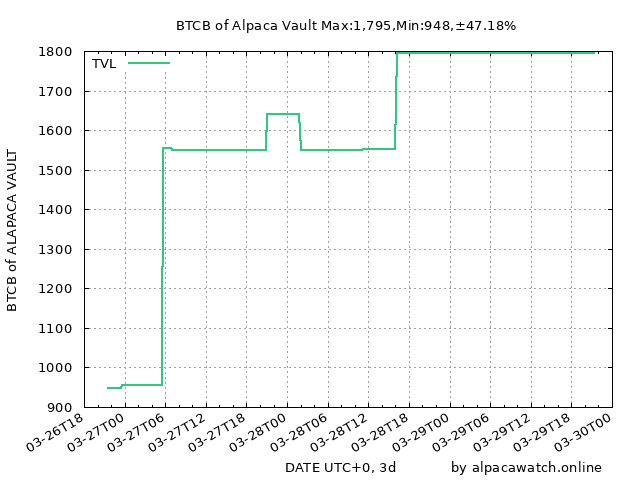 BTCB of Alpaca Vault Max:1,795,Min:948,±47.18%
TVL
BTCB of ALAPACA VAULT
1800
1700
1600
1500
1400
1300
1200
1100
1000
900
03-26T18
03-27T00
03-27T06
03-27T12
03-27T18
03-28T00
03-28T06
03-28T12
03-28T18
03-29T00
03-29T06
03-29T12
03-29T18
03-30T00
DATE UTC+0, 3d
by alpacawatch.online